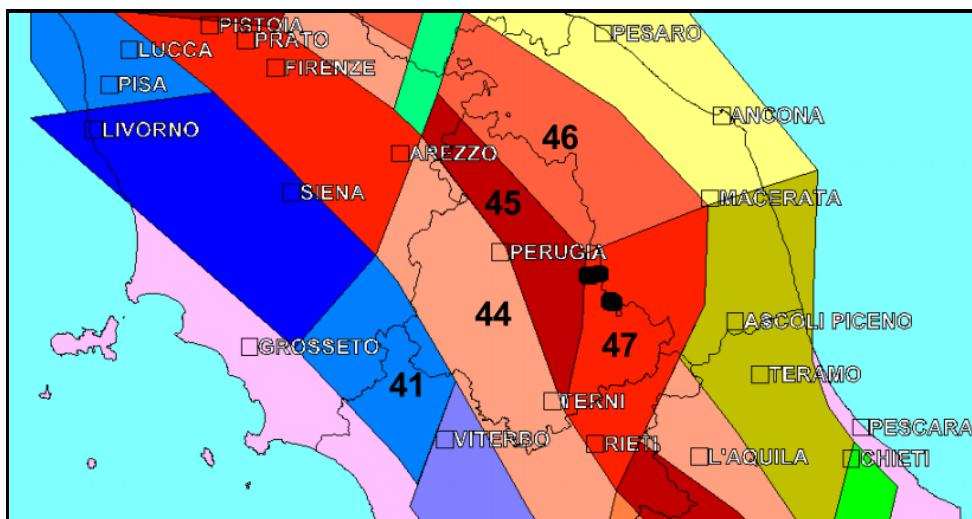 PISTOIA
PRATO
PESARO
LUCCA
FIRENZE
PISA
ANCONA
LIVORNO
46
AREZZO
SIENA
45
MACERATA
PERUGIA
44
ASCOLI PICENO
47
GROSSETO
41
TERAMO
TERNI
PESCARA
VITERBO
RIETI
L'AQUILA
CHIETI